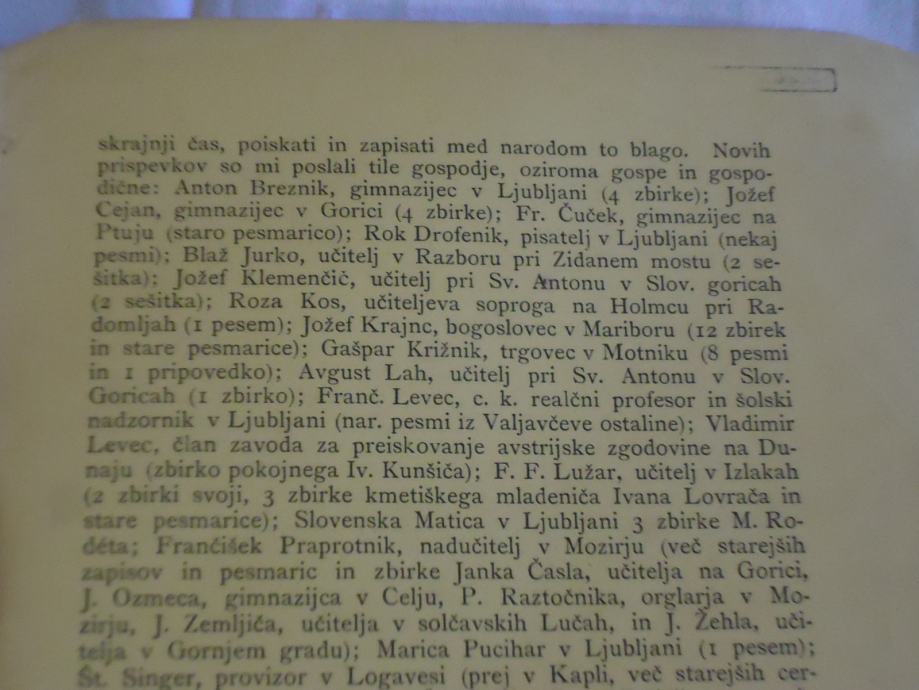 skrajnji čas, poiskati in zapisati med narodom to blago. Novih
prispevkov so mi poslali tile gospodje, oziroma gospe in gospo-
dične: Anton Breznik, gimnazijec v Ljubljani (4 zbirke); Jožef
Cejan, gimnazijec v Gorici (4 zbirke); Fr. Čuček, gimnazijec na
Ptuju (staro pesmarico); Rok Drofenik, pisatelj v Ljubljani (nekaj
pesmi); Blaž Jurko, učitelj v Razboru pri Zidanem mostu (2 se-
šitka); Jožef Klemenčič, učitelj pri Sv. Antonu v Slov. goricah
(2 sešitka); Roza Kos, učiteljeva soproga na Holmcu pri Ra-
domljah (1 pesem); Jožef Krajnc, bogoslovec v Mariboru (12 zbirek
in stare pesmarice); Gašpar Križnik, trgovec v Motniku (8 pesmi
in 1 pripovedko); Avgust Lah, učitelj pri Sv. Antonu v Slov.
Goricah (1 zbirko); Franč. Levec, c. k. realčni profesor in šolski
nadzornik v Ljubljani (nar. pesmi iz Valjavčeve ostaline); Vladimir
Levec, član zavoda za preiskovanje avstrijske zgodovine na Du-
naju (zbirko pokojnega Iv. Kunšiča); F. F. Lužar, učitelj v Izlakah
(2 zbirki svoji, 3 zbirke kmetiškega mladeniča Ivana Lovrača in
stare pesmarice); Slovenska Matica v Ljubljani 3 zbirke M. Ro-
déta; Frančišek Praprotnik, nadučitelj v Mozirju (več starejših
zapisov in pesmaric in zbirke Janka Časla, učitelja na Gorici,
J. Ozmeca, gimnazijca v Celju, P. Raztočnika, orglarja v Mo-
zirju, J. Zemljiča, učitelja v solčavskih Lučah, in J. Žehla, uči-
telja v Gornjem gradu); Marica Pucihar v Ljubljani (1 pesem);
Št. Singer, provizor v Logavesi (prej v Kapli, več starejših cer-